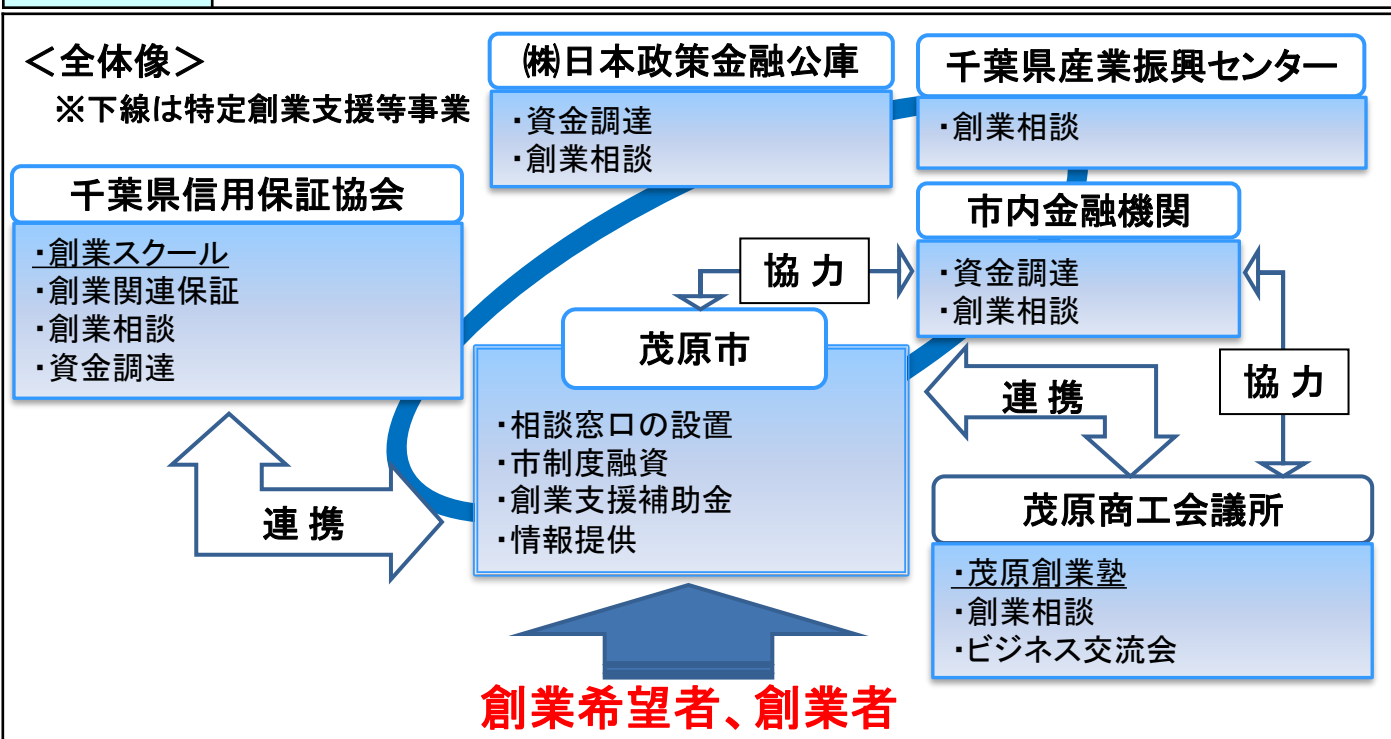 ＜全体像＞
※下線は特定創業支援等事業
㈱日本政策金融公庫
・資金調達
・創業相談
千葉県産業振興センター
・創業相談
千葉県信用保証協会
・創業スクール
・創業関連保証
・創業相談
・資金調達
市内金融機関
・資金調達
・創業相談
協 力
茂原市
・相談窓口の設置
・市制度融資
・創業支援補助金
・情報提供
連 携
協 力
連 携
茂原商工会議所
・茂原創業塾
・創業相談
・ビジネス交流会
創業希望者、創業者